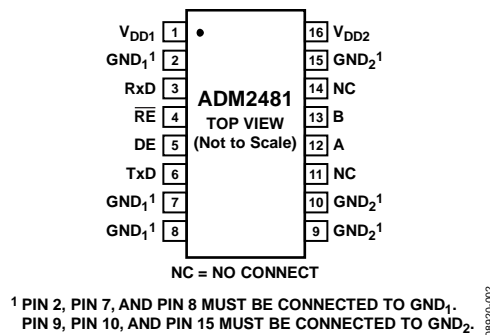 VDD1 1 16 VDD2
GND1¹ 2 15 GND2¹
RxD 3 14 NC
ADM2481
R̅E̅ 4 13 B
TOP VIEW
DE 5 12 A
(Not to Scale)
TxD 6 11 NC
GND1¹ 7 10 GND2¹
GND1¹ 8 9 GND2¹
NC = NO CONNECT
¹ PIN 2, PIN 7, AND PIN 8 MUST BE CONNECTED TO GND1.
PIN 9, PIN 10, AND PIN 15 MUST BE CONNECTED TO GND2.